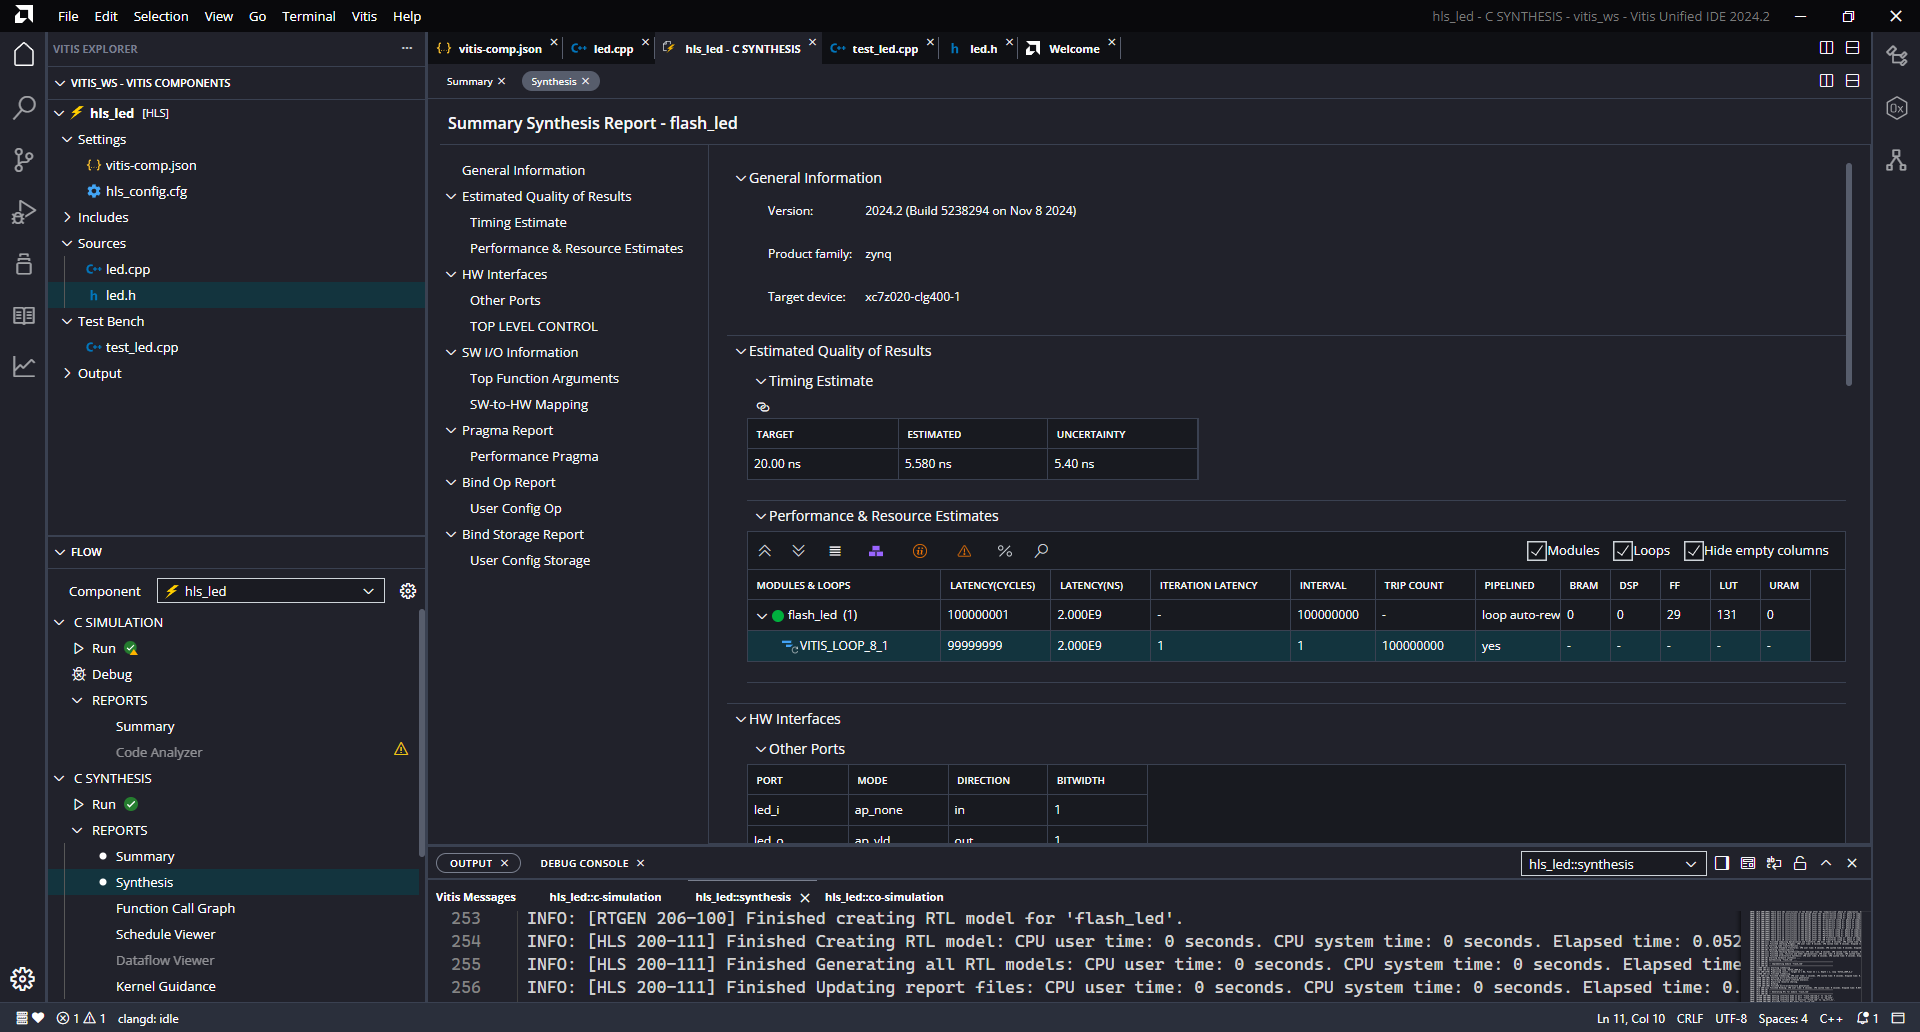 File Edit Selection View Go Terminal Vitis Help
hls_led - C SYNTHESIS - vitis_ws - Vitis Unified IDE 2024.2
VITIS EXPLORER
VITIS_WS - VITIS COMPONENTS
hls_led [HLS]
Settings
{..} vitis-comp.json
hls_config.cfg
Includes
Sources
C++ led.cpp
h led.h
Test Bench
C++ test_led.cpp
Output
FLOW
Component hls_led
C SIMULATION
Run
Debug
REPORTS
Summary
Code Analyzer
C SYNTHESIS
Run
REPORTS
Summary
Synthesis
Function Call Graph
Schedule Viewer
Dataflow Viewer
Kernel Guidance
{..} vitis-comp.json C++ led.cpp hls_led - C SYNTHESIS C++ test_led.cpp h led.h Welcome
Summary Synthesis
Summary Synthesis Report - flash_led
General Information
Estimated Quality of Results
Timing Estimate
Performance & Resource Estimates
HW Interfaces
Other Ports
TOP LEVEL CONTROL
SW I/O Information
Top Function Arguments
SW-to-HW Mapping
Pragma Report
Performance Pragma
Bind Op Report
User Config Op
Bind Storage Report
User Config Storage
General Information
Version: 2024.2 (Build 5238294 on Nov 8 2024)
Product family: zynq
Target device: xc7z020-clg400-1
Estimated Quality of Results
Timing Estimate
TARGET ESTIMATED UNCERTAINTY
20.00 ns 5.580 ns 5.40 ns
Performance & Resource Estimates
% Modules Loops Hide empty columns
MODULES & LOOPS LATENCY(CYCLES) LATENCY(NS) ITERATION LATENCY INTERVAL TRIP COUNT PIPELINED BRAM DSP FF LUT URAM
flash_led (1) 100000001 2.000E9 - 100000000 - loop auto-rew 0 0 29 131 0
VITIS_LOOP_8_1 99999999 2.000E9 1 1 100000000 yes - - - - -
HW Interfaces
Other Ports
PORT MODE DIRECTION BITWIDTH
led_i ap_none in 1
led_o ap_vld out 1
OUTPUT DEBUG CONSOLE hls_led::synthesis
Vitis Messages hls_led::c-simulation hls_led::synthesis hls_led::co-simulation
253 INFO: [RTGEN 206-100] Finished creating RTL model for 'flash_led'.
254 INFO: [HLS 200-111] Finished Creating RTL model: CPU user time: 0 seconds. CPU system time: 0 seconds. Elapsed time: 0.052
255 INFO: [HLS 200-111] Finished Generating all RTL models: CPU user time: 0 seconds. CPU system time: 0 seconds. Elapsed time
256 INFO: [HLS 200-111] Finished Updating report files: CPU user time: 0 seconds. CPU system time: 0 seconds. Elapsed time: 0.
1 1 clangd: idle
Ln 11, Col 10 CRLF UTF-8 Spaces: 4 C++ 1